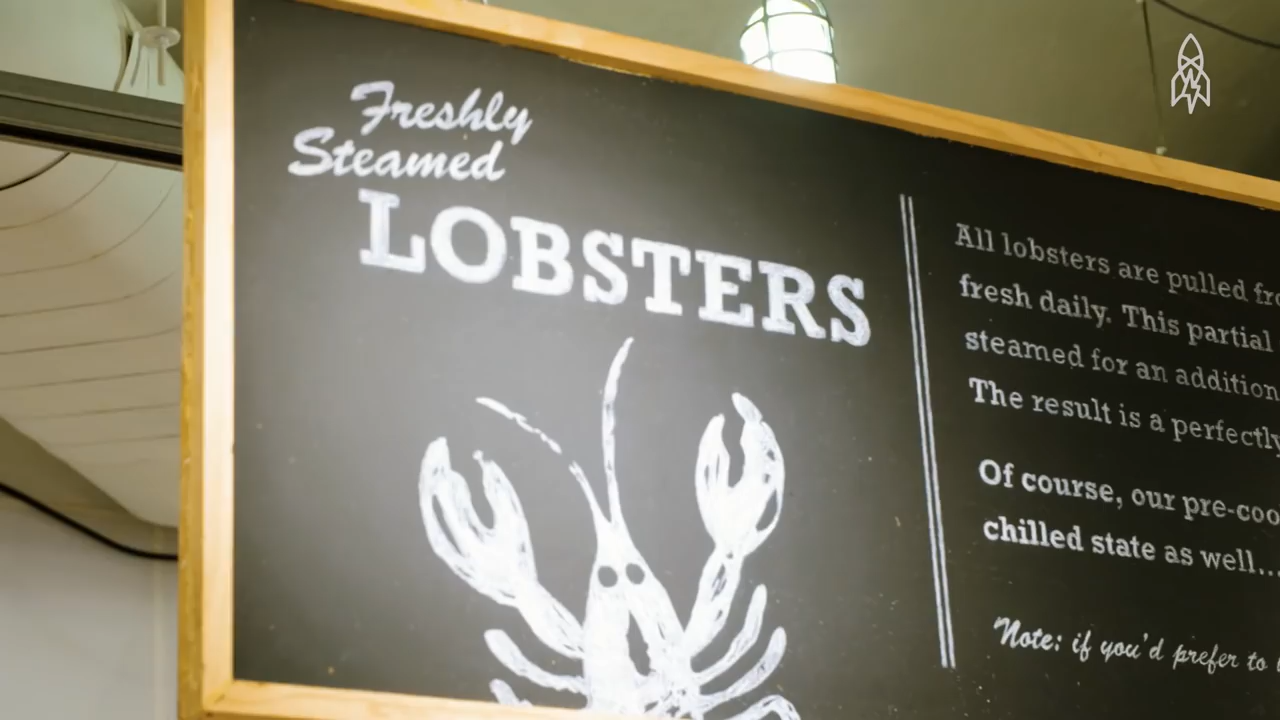 Freshly
Steamed
LOBSTERS
All lobsters are pulled
fresh daily. This partial
steamed for an
The result is a perfectly
Of course, our
chilled state as well...
Note: if you'd prefer to